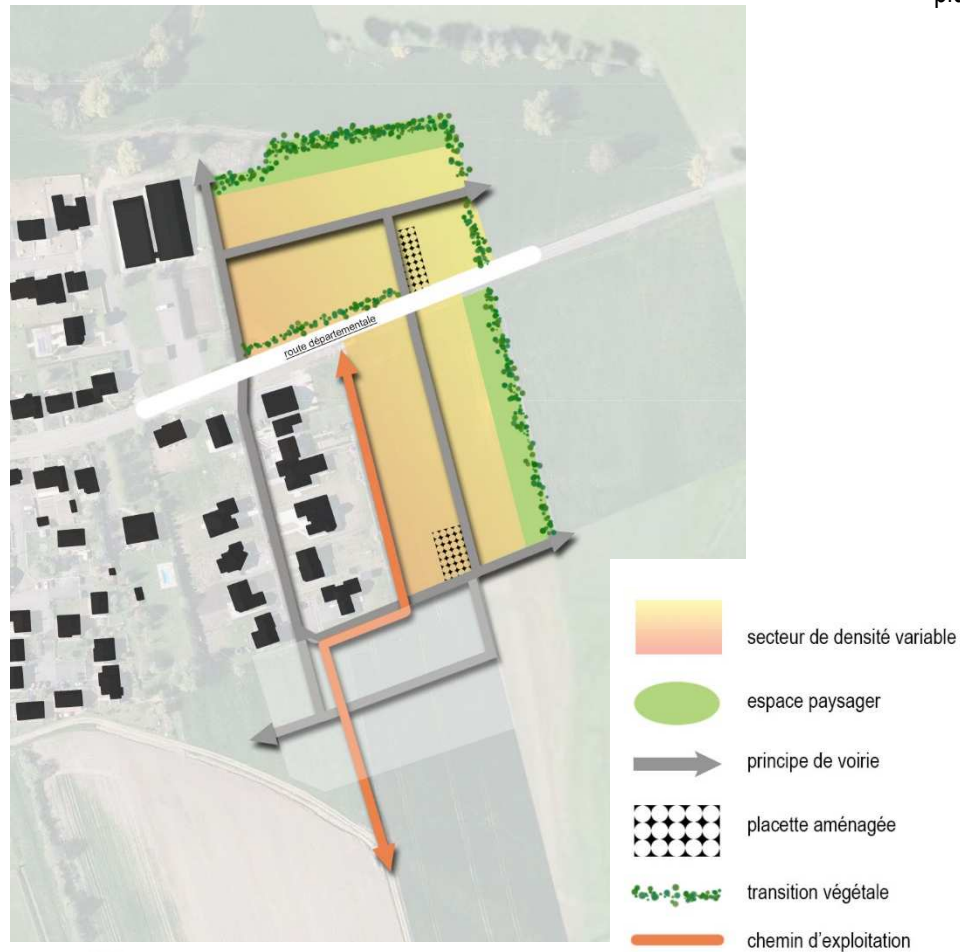 route départementale
secteur de densité variable
espace paysager
principe de voirie
placette aménagée
transition végétale
chemin d'exploitation